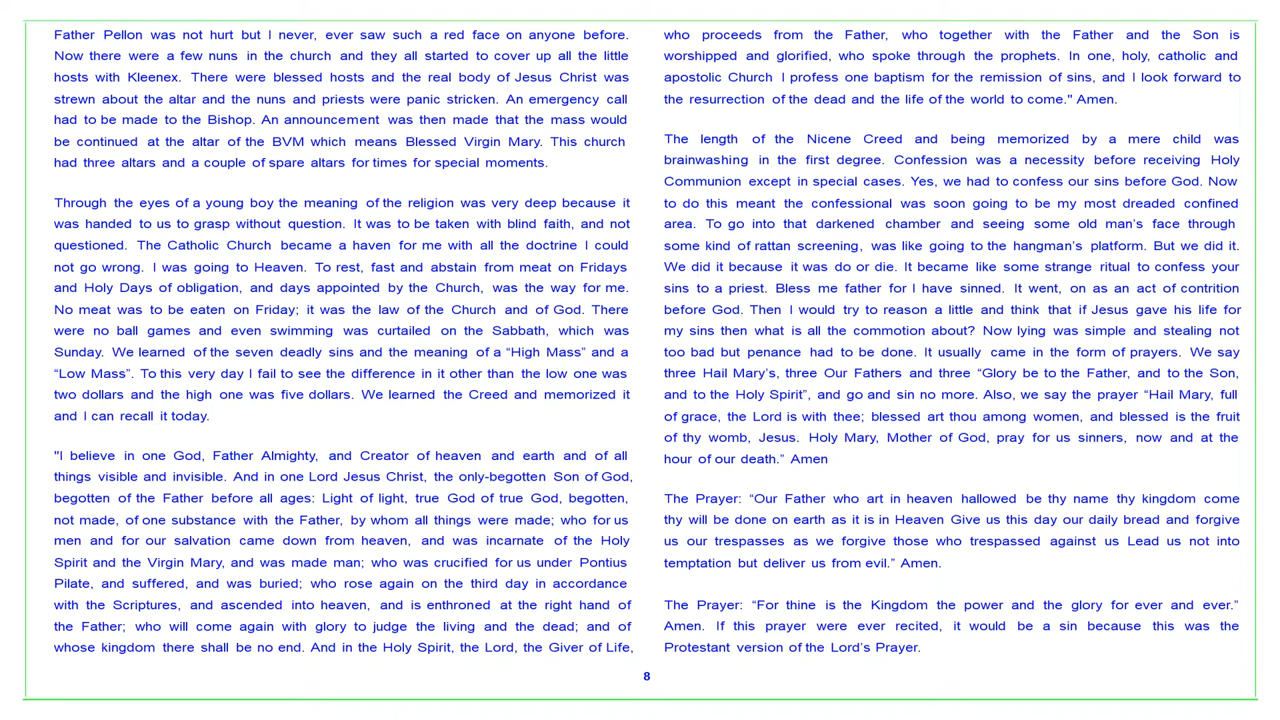 Father Pellon was not hurt but I never, ever saw such a red face on anyone before.
Now there were a few nuns in the church and they all started to cover up all the little
hosts with Kleenex. There were blessed hosts and the real body of Jesus Christ was
strewn about the altar and the nuns and priests were panic stricken. An emergency call
had to be made to the Bishop. An announcement was then made that the mass would
be continued at the altar of the BVM which means Blessed Virgin Mary. This church
had three altars and a couple of spare altars for times for special moments.
Through the eyes of a young boy the meaning of the religion was very deep because it
was handed to us to grasp without question. It was to be taken with blind faith, and not
questioned. The Catholic Church became a haven for me with all the doctrine I could
not go wrong. I was going to Heaven. To rest, fast and abstain from meat on Fridays
and Holy Days of obligation, and days appointed by the Church, was the way for me.
No meat was to be eaten on Friday; it was the law of the Church and of God. There
were no ball games and even swimming was curtailed on the Sabbath, which was
Sunday. We learned of the seven deadly sins and the meaning of a “High Mass” and a
“Low Mass”. To this very day I fail to see the difference in it other than the low one was
two dollars and the high one was five dollars. We learned the Creed and memorized it
and I can recall it today.
"I believe in one God, Father Almighty, and Creator of heaven and earth and of all
things visible and invisible. And in one Lord Jesus Christ, the only-begotten Son of God,
begotten of the Father before all ages: Light of light, true God of true God, begotten,
not made, of one substance with the Father, by whom all things were made; who for us
men and for our salvation came down from heaven, and was incarnate of the Holy
Spirit and the Virgin Mary, and was made man; who was crucified for us under Pontius
Pilate, and suffered, and was buried; who rose again on the third day in accordance
with the Scriptures, and ascended into heaven, and is enthroned at the right hand of
the Father; who will come again with glory to judge the living and the dead; and of
whose kingdom there shall be no end. And in the Holy Spirit, the Lord, the Giver of Life,
who proceeds from the Father, who together with the Father and the Son is
worshipped and glorified, who spoke through the prophets. In one, holy, catholic and
apostolic Church I profess one baptism for the remission of sins, and I look forward to
the resurrection of the dead and the life of the world to come." Amen.
The length of the Nicene Creed and being memorized by a mere child was
brainwashing in the first degree. Confession was a necessity before receiving Holy
Communion except in special cases. Yes, we had to confess our sins before God. Now
to do this meant the confessional was soon going to be my most dreaded confined
area. To go into that darkened chamber and seeing some old man’s face through
some kind of rattan screening, was like going to the hangman’s platform. But we did it.
We did it because it was do or die. It became like some strange ritual to confess your
sins to a priest. Bless me father for I have sinned. It went, on as an act of contrition
before God. Then I would try to reason a little and think that if Jesus gave his life for
my sins then what is all the commotion about? Now lying was simple and stealing not
too bad but penance had to be done. It usually came in the form of prayers. We say
three Hail Mary’s, three Our Fathers and three “Glory be to the Father, and to the Son,
and to the Holy Spirit”, and go and sin no more. Also, we say the prayer “Hail Mary, full
of grace, the Lord is with thee; blessed art thou among women, and blessed is the fruit
of thy womb, Jesus. Holy Mary, Mother of God, pray for us sinners, now and at the
hour of our death.” Amen
The Prayer: “Our Father who art in heaven hallowed be thy name thy kingdom come
thy will be done on earth as it is in Heaven Give us this day our daily bread and forgive
us our trespasses as we forgive those who trespassed against us Lead us not into
temptation but deliver us from evil.” Amen.
The Prayer: “For thine is the Kingdom the power and the glory for ever and ever.”
Amen. If this prayer were ever recited, it would be a sin because this was the
Protestant version of the Lord’s Prayer.
8